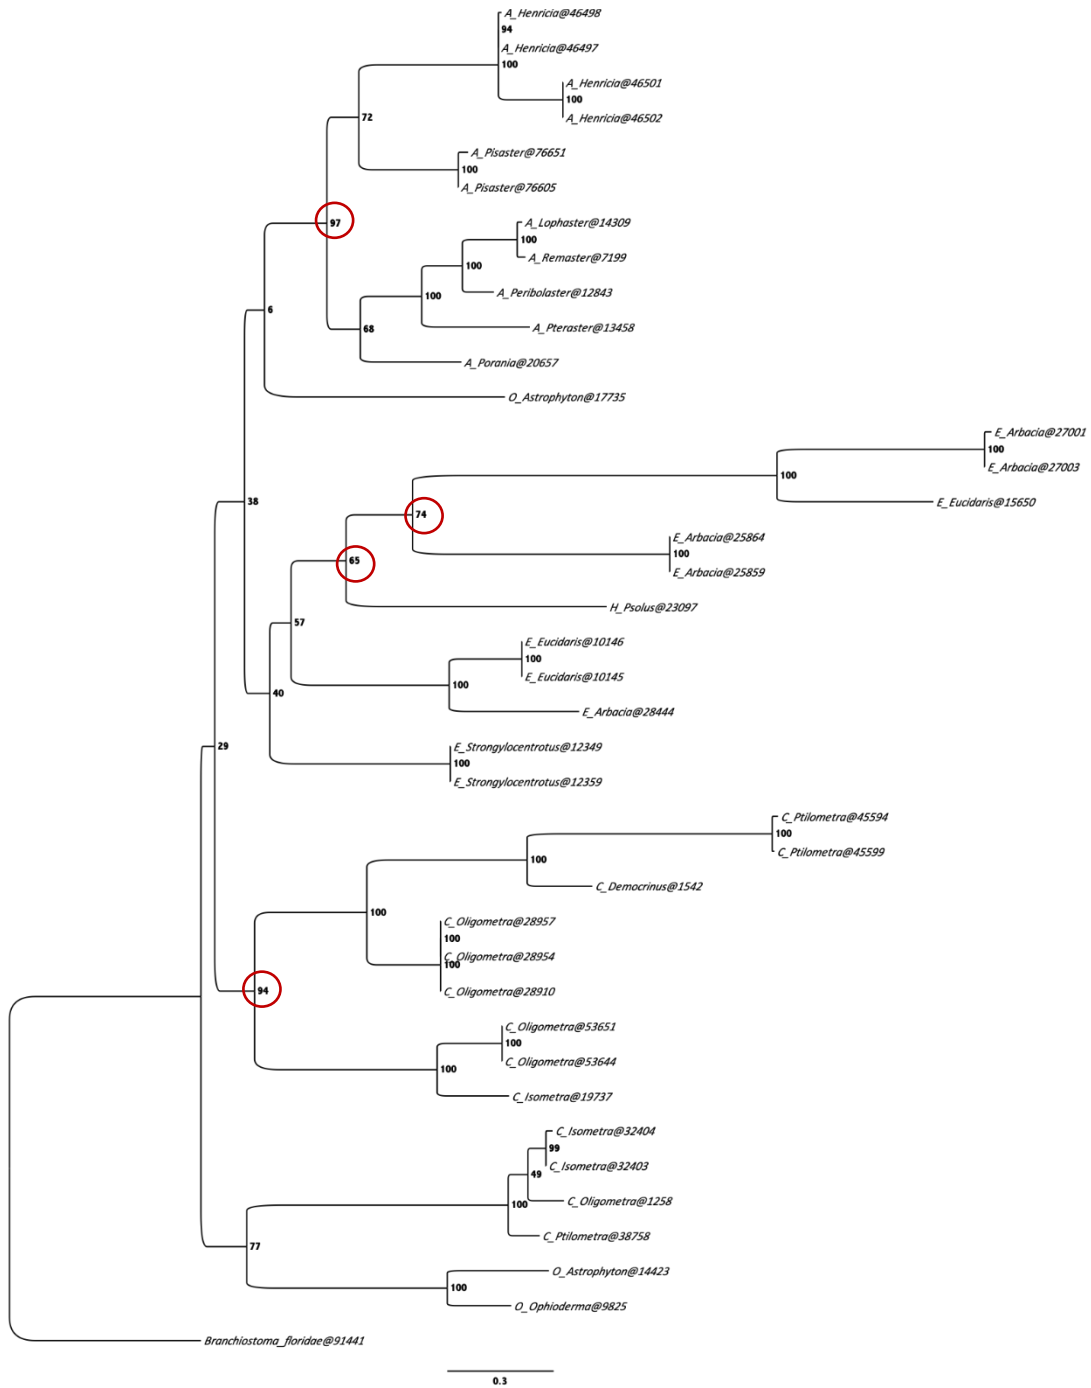 A_Henricia@46498
94
A_Henricia@46497
100
A_Henricia@46501
100
A_Henricia@46502
72
A_Pisaster@76651
100
A_Pisaster@76605
97
A_Lophaster@14309
100
A_Remaster@7199
100
A_Peribolaster@12843
100
A_Pteraster@13458
68
A_Porania@20657
6
O_Astrophyton@17735
E_Arbacia@27001
100
E_Arbacia@27003
100
E_Eucidaris@15650
38
74
E_Arbacia@25864
100
E_Arbacia@25859
65
H_Psolus@23097
57
E_Eucidaris@10146
100
E_Eucidaris@10145
100
E_Arbacia@28444
40
E_Strongylocentrotus@12349
29
100
E_Strongylocentrotus@12359
C_Ptilometra@45594
100
C_Ptilometra@45599
100
C_Democrinus@1542
100
C_Oligometra@28957
100
C_Oligometra@28954
100
C_Oligometra@28910
94
C_Oligometra@53651
100
C_Oligometra@53644
100
C_Isometra@19737
C_Isometra@32404
99
C_Isometra@32403
49
C_Oligometra@1258
100
C_Ptilometra@38758
77
O_Astrophyton@14423
100
O_Ophioderma@9825
Branchiostoma_floridae@91441
0.3